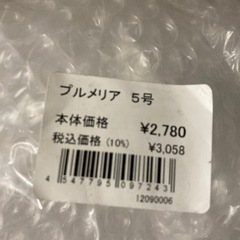 プルメリア 5号
本体価格 ¥2,780
税込価格(10%) ¥3,058
4 547795 097243
12090006